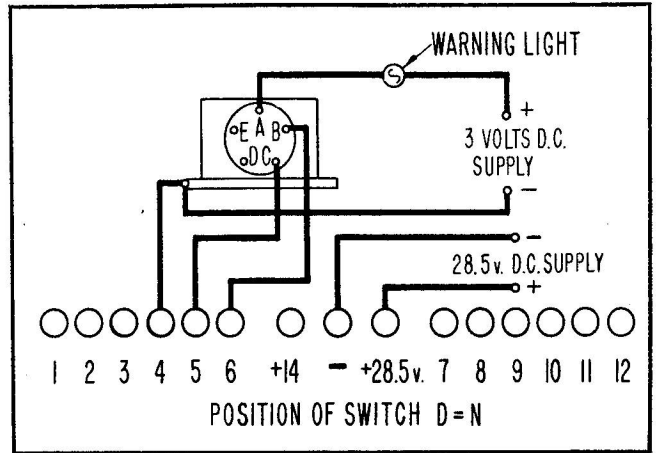 WARNING LIGHT
+
E A B
3 VOLTS D.C.
SUPPLY
D C
−
−
28.5v. D.C. SUPPLY
+
1 2 3 4 5 6 +14 − +28.5v. 7 8 9 10 11 12
POSITION OF SWITCH D=N